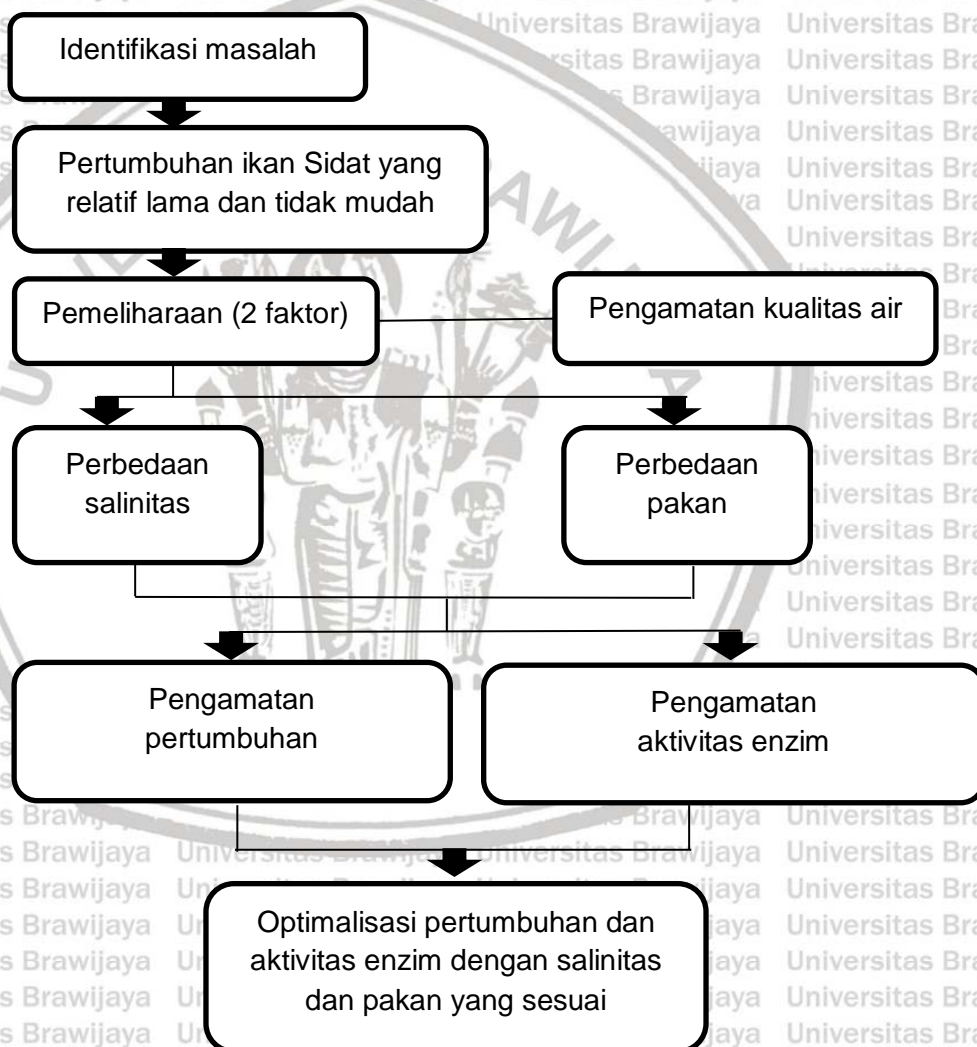 Identifikasi masalah
Pertumbuhan ikan Sidat yang
relatif lama dan tidak mudah
Pemeliharaan (2 faktor)
Pengamatan kualitas air
Perbedaan
salinitas
Perbedaan
pakan
Pengamatan
pertumbuhan
Pengamatan
aktivitas enzim
Optimalisasi pertumbuhan dan
aktivitas enzim dengan salinitas
dan pakan yang sesuai